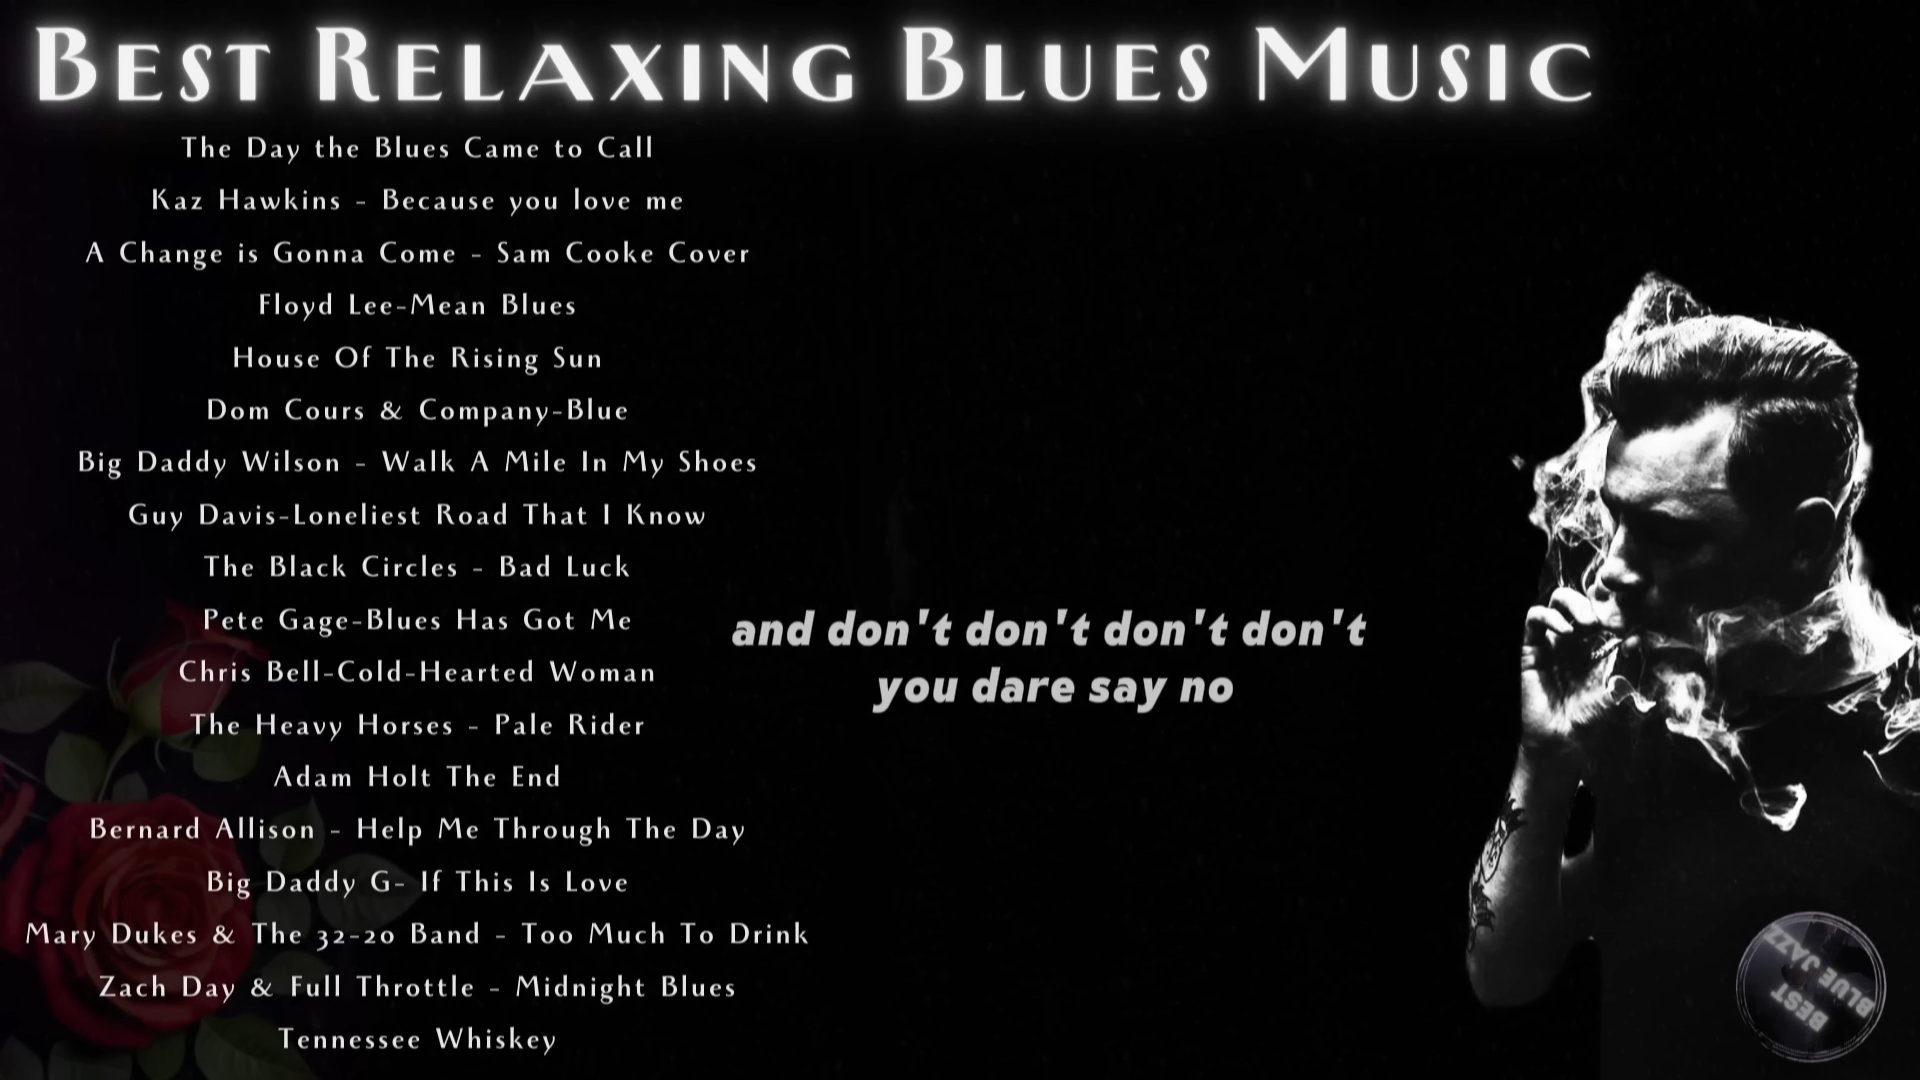 BEST RELAXING BLUES MUSIC
The Day the Blues Came to Call
Kaz Hawkins - Because you love me
A Change is Gonna Come - Sam Cooke Cover
Floyd Lee-Mean Blues
House Of The Rising Sun
Dom Cours & Company-Blue
Big Daddy Wilson - Walk A Mile In My Shoes
Guy Davis-Loneliest Road That I Know
The Black Circles - Bad Luck
Pete Gage-Blues Has Got Me
Chris Bell-Cold-Hearted Woman
The Heavy Horses - Pale Rider
Adam Holt The End
Bernard Allison - Help Me Through The Day
Big Daddy G- If This Is Love
Mary Dukes & The 32-20 Band - Too Much To Drink
Zach Day & Full Throttle - Midnight Blues
Tennessee Whiskey
and don't don't don't don't
you dare say no
BEST
BLUE JAZZ